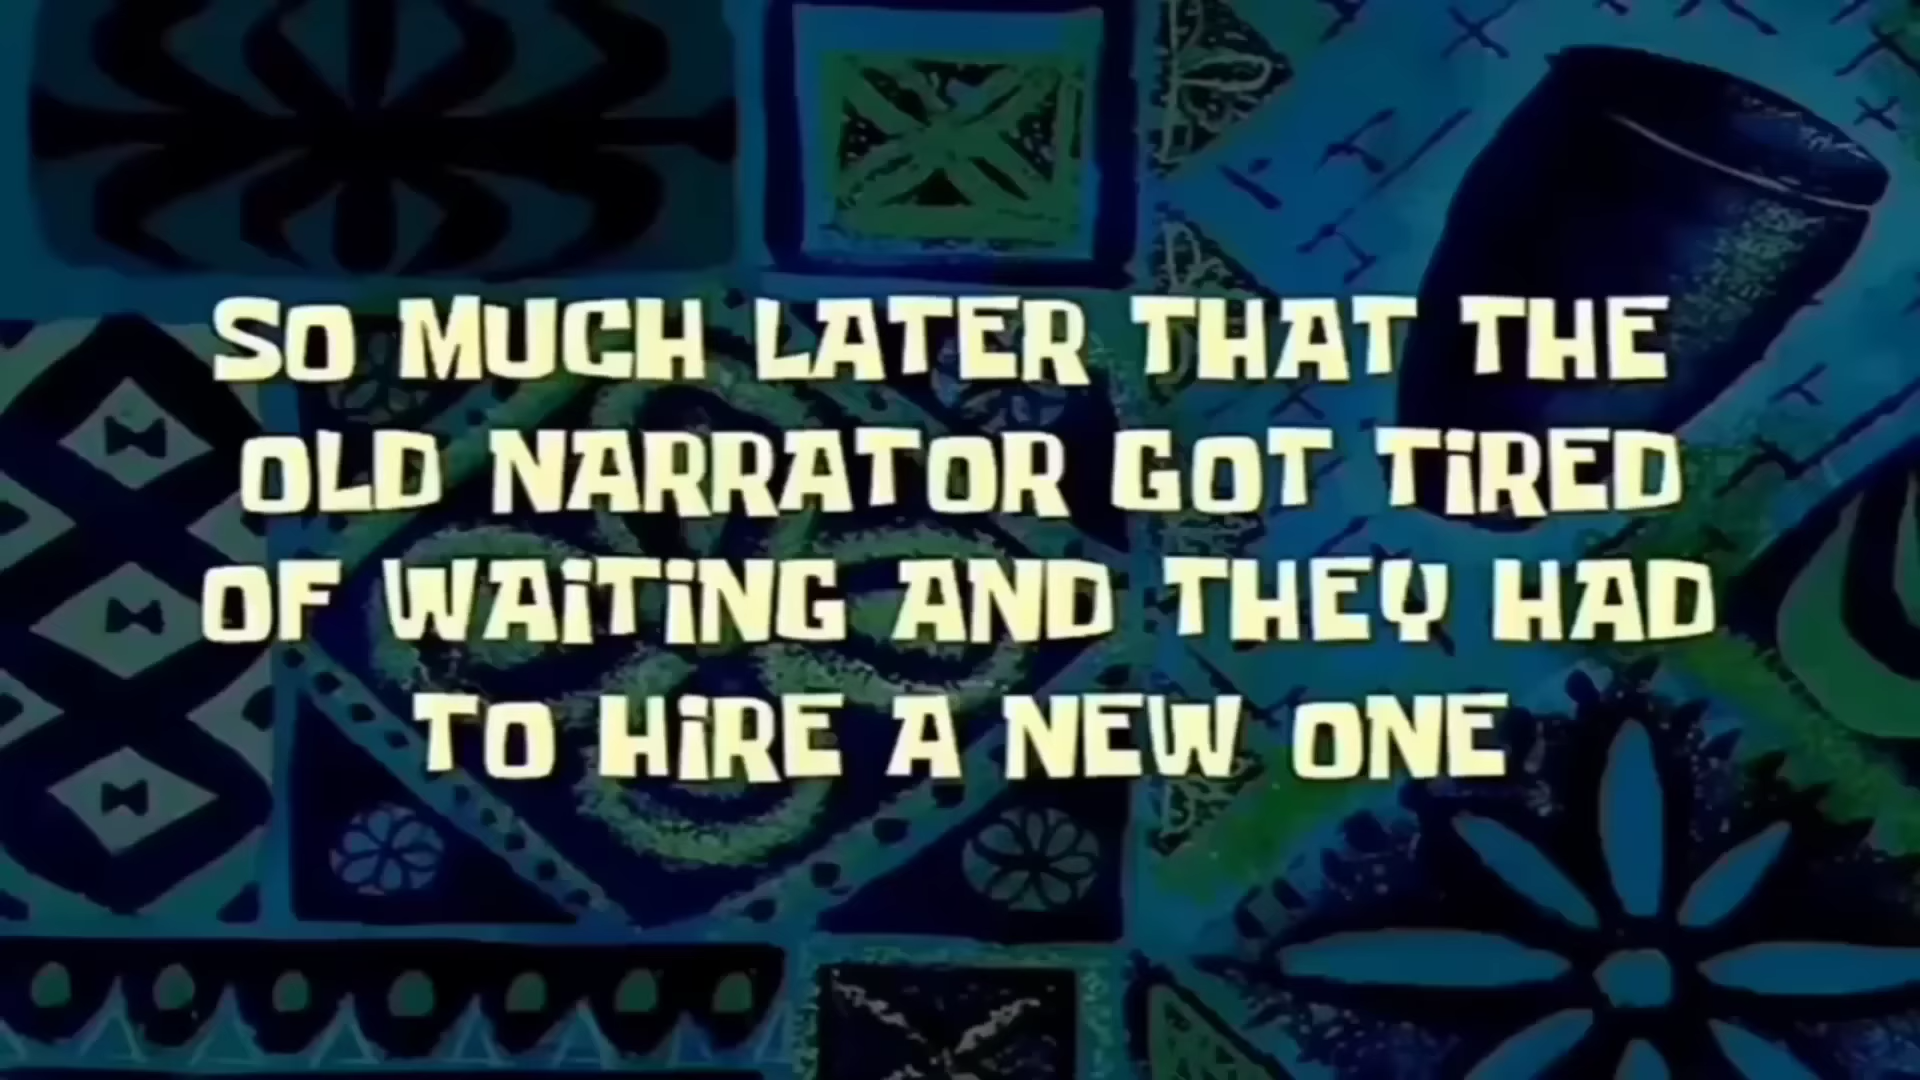 SO MUCH LATER THAT THE
OLD NARRATOR GOT TiRED
OF WAiTiNG AND THEY HAD
TO HiRE A NEW ONE